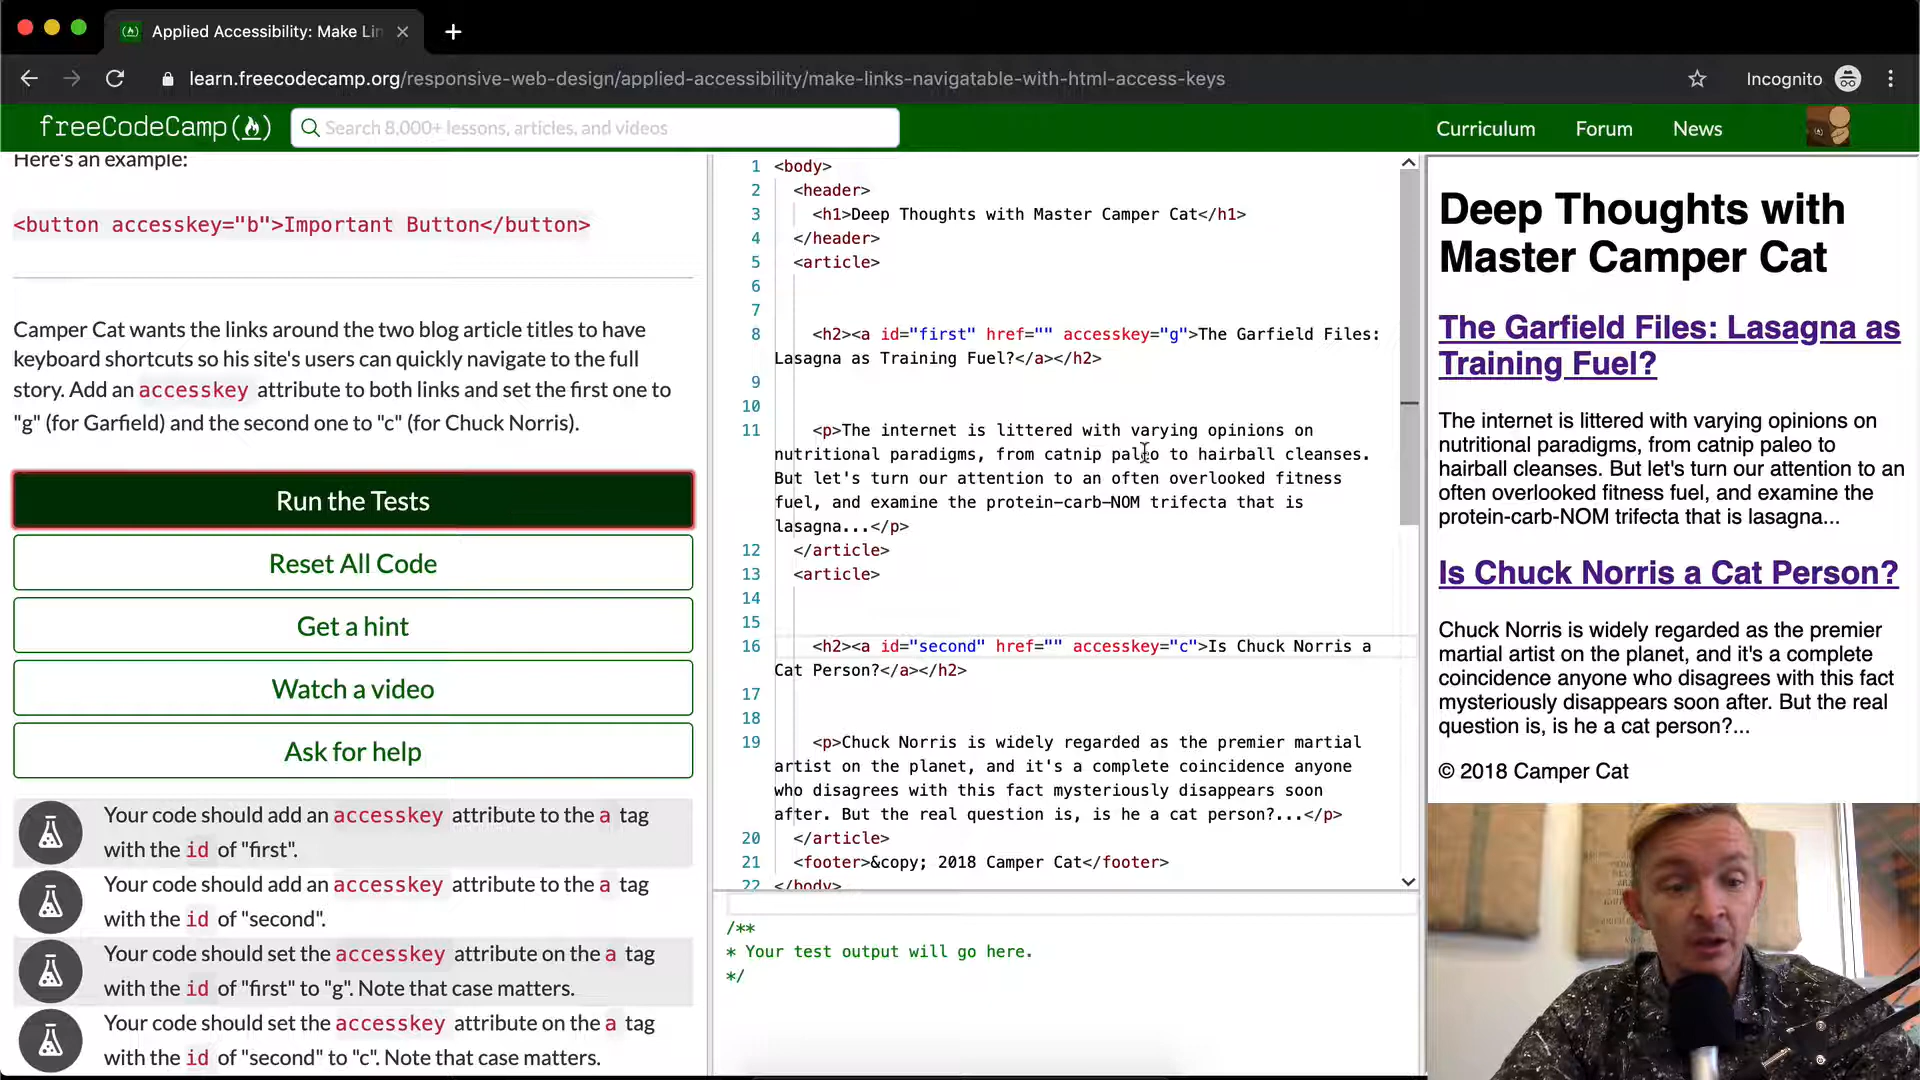 Applied Accessibility: Make Lin
learn.freecodecamp.org/responsive-web-design/applied-accessibility/make-links-navigatable-with-html-access-keys
Incognito
freeCodeCamp
Search 8,000+ lessons, articles, and videos
Curriculum
Forum
News
Here's an example:
<button accesskey="b">Important Button</button>
Camper Cat wants the links around the two blog article titles to have
keyboard shortcuts so his site's users can quickly navigate to the full
story. Add an accesskey attribute to both links and set the first one to
"g" (for Garfield) and the second one to "c" (for Chuck Norris).
Run the Tests
Reset All Code
Get a hint
Watch a video
Ask for help
Your code should add an accesskey attribute to the a tag
with the id of "first".
Your code should add an accesskey attribute to the a tag
with the id of "second".
Your code should set the accesskey attribute on the a tag
with the id of "first" to "g". Note that case matters.
Your code should set the accesskey attribute on the a tag
with the id of "second" to "c". Note that case matters.
1 <body>
2 <header>
3 <h1>Deep Thoughts with Master Camper Cat</h1>
4 </header>
5 <article>
6
7
8 <h2><a id="first" href="" accesskey="g">The Garfield Files:
Lasagna as Training Fuel?</a></h2>
9
10
11 <p>The internet is littered with varying opinions on
nutritional paradigms, from catnip paleo to hairball cleanses.
But let's turn our attention to an often overlooked fitness
fuel, and examine the protein-carb-NOM trifecta that is
lasagna...</p>
12 </article>
13 <article>
14
15
16 <h2><a id="second" href="" accesskey="c">Is Chuck Norris a
Cat Person?</a></h2>
17
18
19 <p>Chuck Norris is widely regarded as the premier martial
artist on the planet, and it's a complete coincidence anyone
who disagrees with this fact mysteriously disappears soon
after. But the real question is, is he a cat person?...</p>
20 </article>
21 <footer>&copy; 2018 Camper Cat</footer>
22 </body>
/**
* Your test output will go here.
*/
Deep Thoughts with
Master Camper Cat
The Garfield Files: Lasagna as
Training Fuel?
The internet is littered with varying opinions on
nutritional paradigms, from catnip paleo to
hairball cleanses. But let's turn our attention to an
often overlooked fitness fuel, and examine the
protein-carb-NOM trifecta that is lasagna...
Is Chuck Norris a Cat Person?
Chuck Norris is widely regarded as the premier
martial artist on the planet, and it's a complete
coincidence anyone who disagrees with this fact
mysteriously disappears soon after. But the real
question is, is he a cat person?...
© 2018 Camper Cat